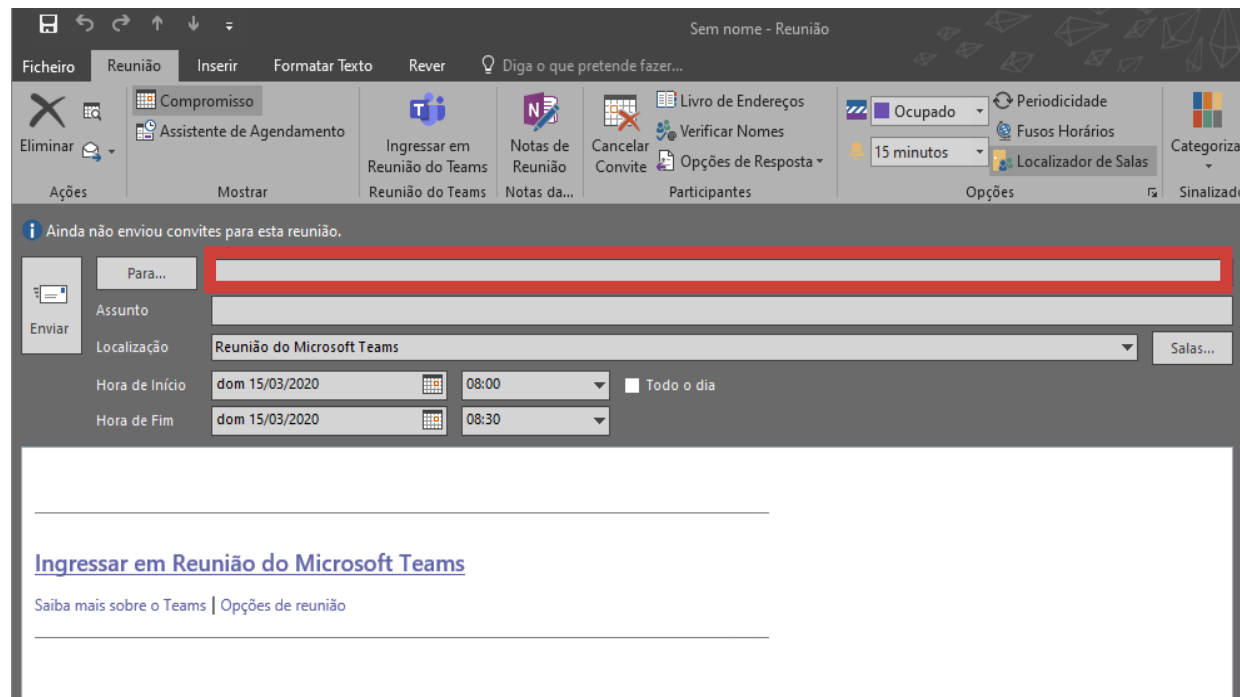 Sem nome - Reunião
Ficheiro Reunião Inserir Formatar Texto Rever Diga o que pretende fazer...
Eliminar
Compromisso
Assistente de Agendamento
Ingressar em
Reunião do Teams
Notas de
Reunião
Cancelar
Convite
Livro de Endereços
Verificar Nomes
Opções de Resposta
Ocupado
15 minutos
Periodicidade
Fusos Horários
Localizador de Salas
Categoriza
Ações Mostrar Reunião do Teams Notas da... Participantes Opções Sinalizad
Ainda não enviou convites para esta reunião.
Enviar
Para...
Assunto
Localização Reunião do Microsoft Teams Salas...
Hora de Início dom 15/03/2020 08:00 Todo o dia
Hora de Fim dom 15/03/2020 08:30
Ingressar em Reunião do Microsoft Teams
Saiba mais sobre o Teams | Opções de reunião